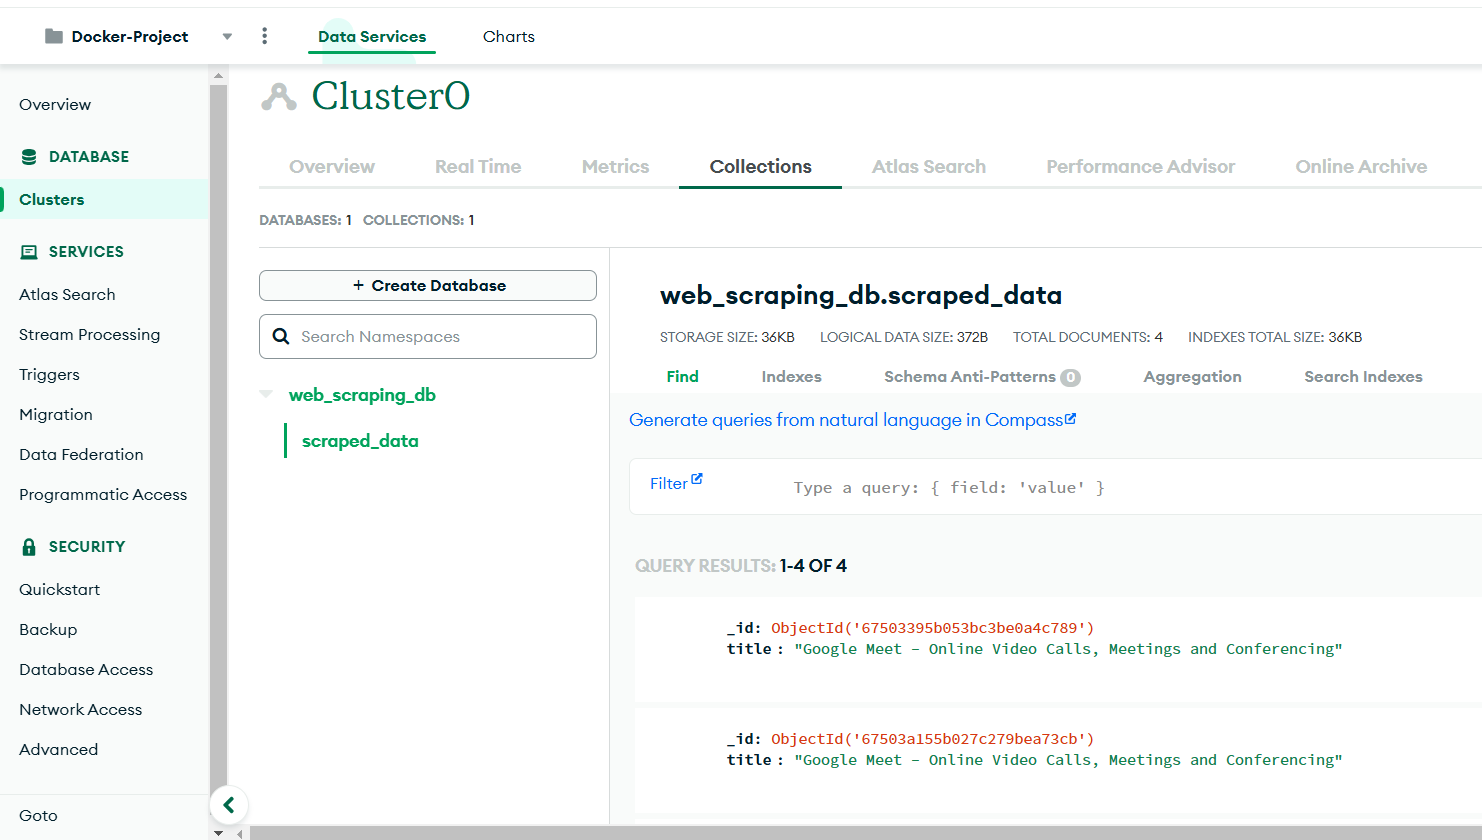 Docker-Project
Data Services
Charts
Overview
DATABASE
Clusters
SERVICES
Atlas Search
Stream Processing
Triggers
Migration
Data Federation
Programmatic Access
SECURITY
Quickstart
Backup
Database Access
Network Access
Advanced
Goto
Cluster0
Overview
Real Time
Metrics
Collections
Atlas Search
Performance Advisor
Online Archive
DATABASES: 1 COLLECTIONS: 1
+ Create Database
Search Namespaces
web_scraping_db
scraped_data
web_scraping_db.scraped_data
STORAGE SIZE: 36KB LOGICAL DATA SIZE: 372B TOTAL DOCUMENTS: 4 INDEXES TOTAL SIZE: 36KB
Find
Indexes
Schema Anti-Patterns 0
Aggregation
Search Indexes
Generate queries from natural language in Compass
Filter
Type a query: { field: 'value' }
QUERY RESULTS: 1-4 OF 4
_id: ObjectId('67503395b053bc3be0a4c789')
title : "Google Meet – Online Video Calls, Meetings and Conferencing"
_id: ObjectId('67503a155b027c279bea73cb')
title : "Google Meet – Online Video Calls, Meetings and Conferencing"